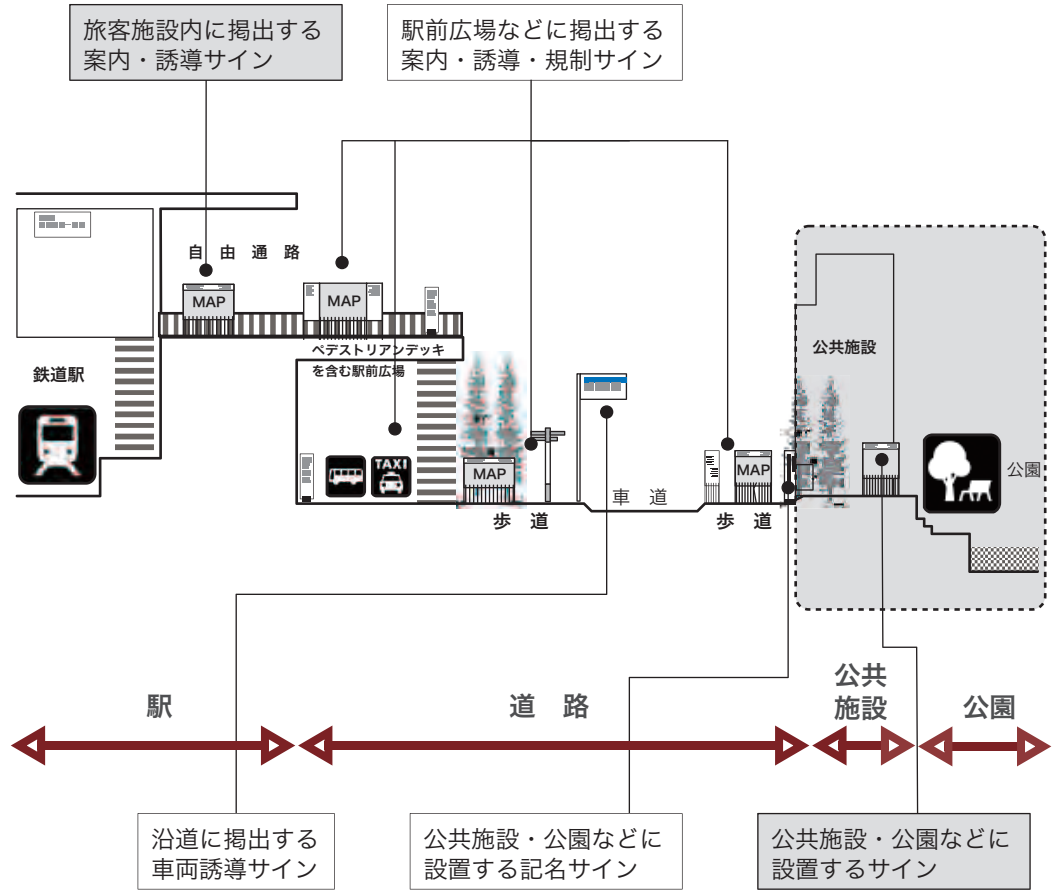 旅客施設内に掲出する
案内・誘導サイン
駅前広場などに掲出する
案内・誘導・規制サイン
自由通路
MAP
MAP
ペデストリアンデッキ
を含む駅前広場
鉄道駅
公共施設
TAXI
MAP
MAP
公園
車道
歩道
歩道
駅
道路
公共
施設
公園
沿道に掲出する
車両誘導サイン
公共施設・公園などに
設置する記名サイン
公共施設・公園などに
設置するサイン